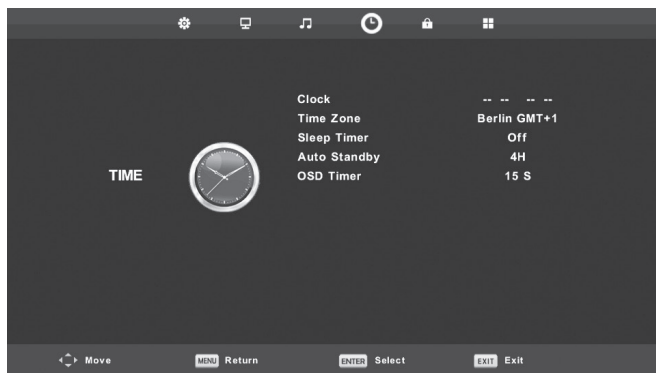 Clock -- -- -- --
Time Zone Berlin GMT+1
Sleep Timer Off
Auto Standby 4H
TIME
OSD Timer 15 S
Move MENU Return ENTER Select EXIT Exit